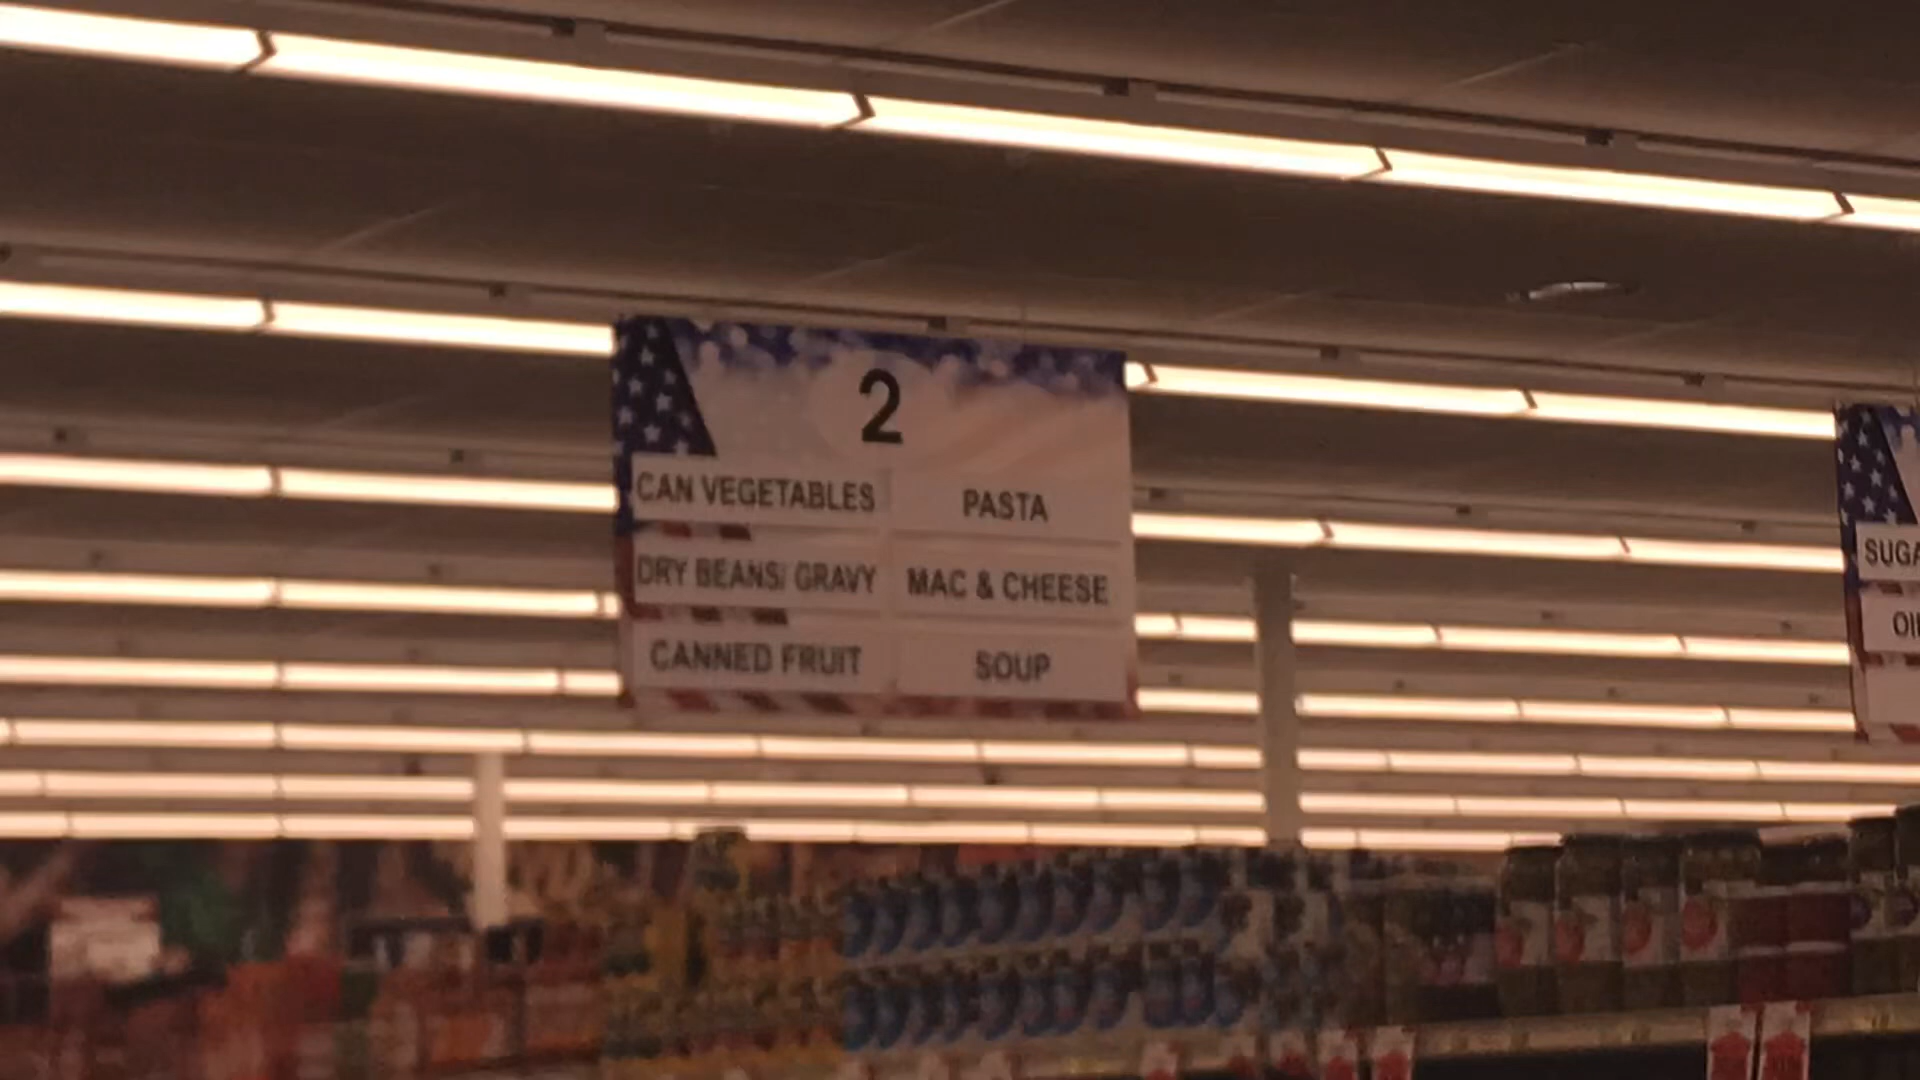 2
CAN VEGETABLES
PASTA
DRY BEANS/ GRAVY
MAC & CHEESE
CANNED FRUIT
SOUP